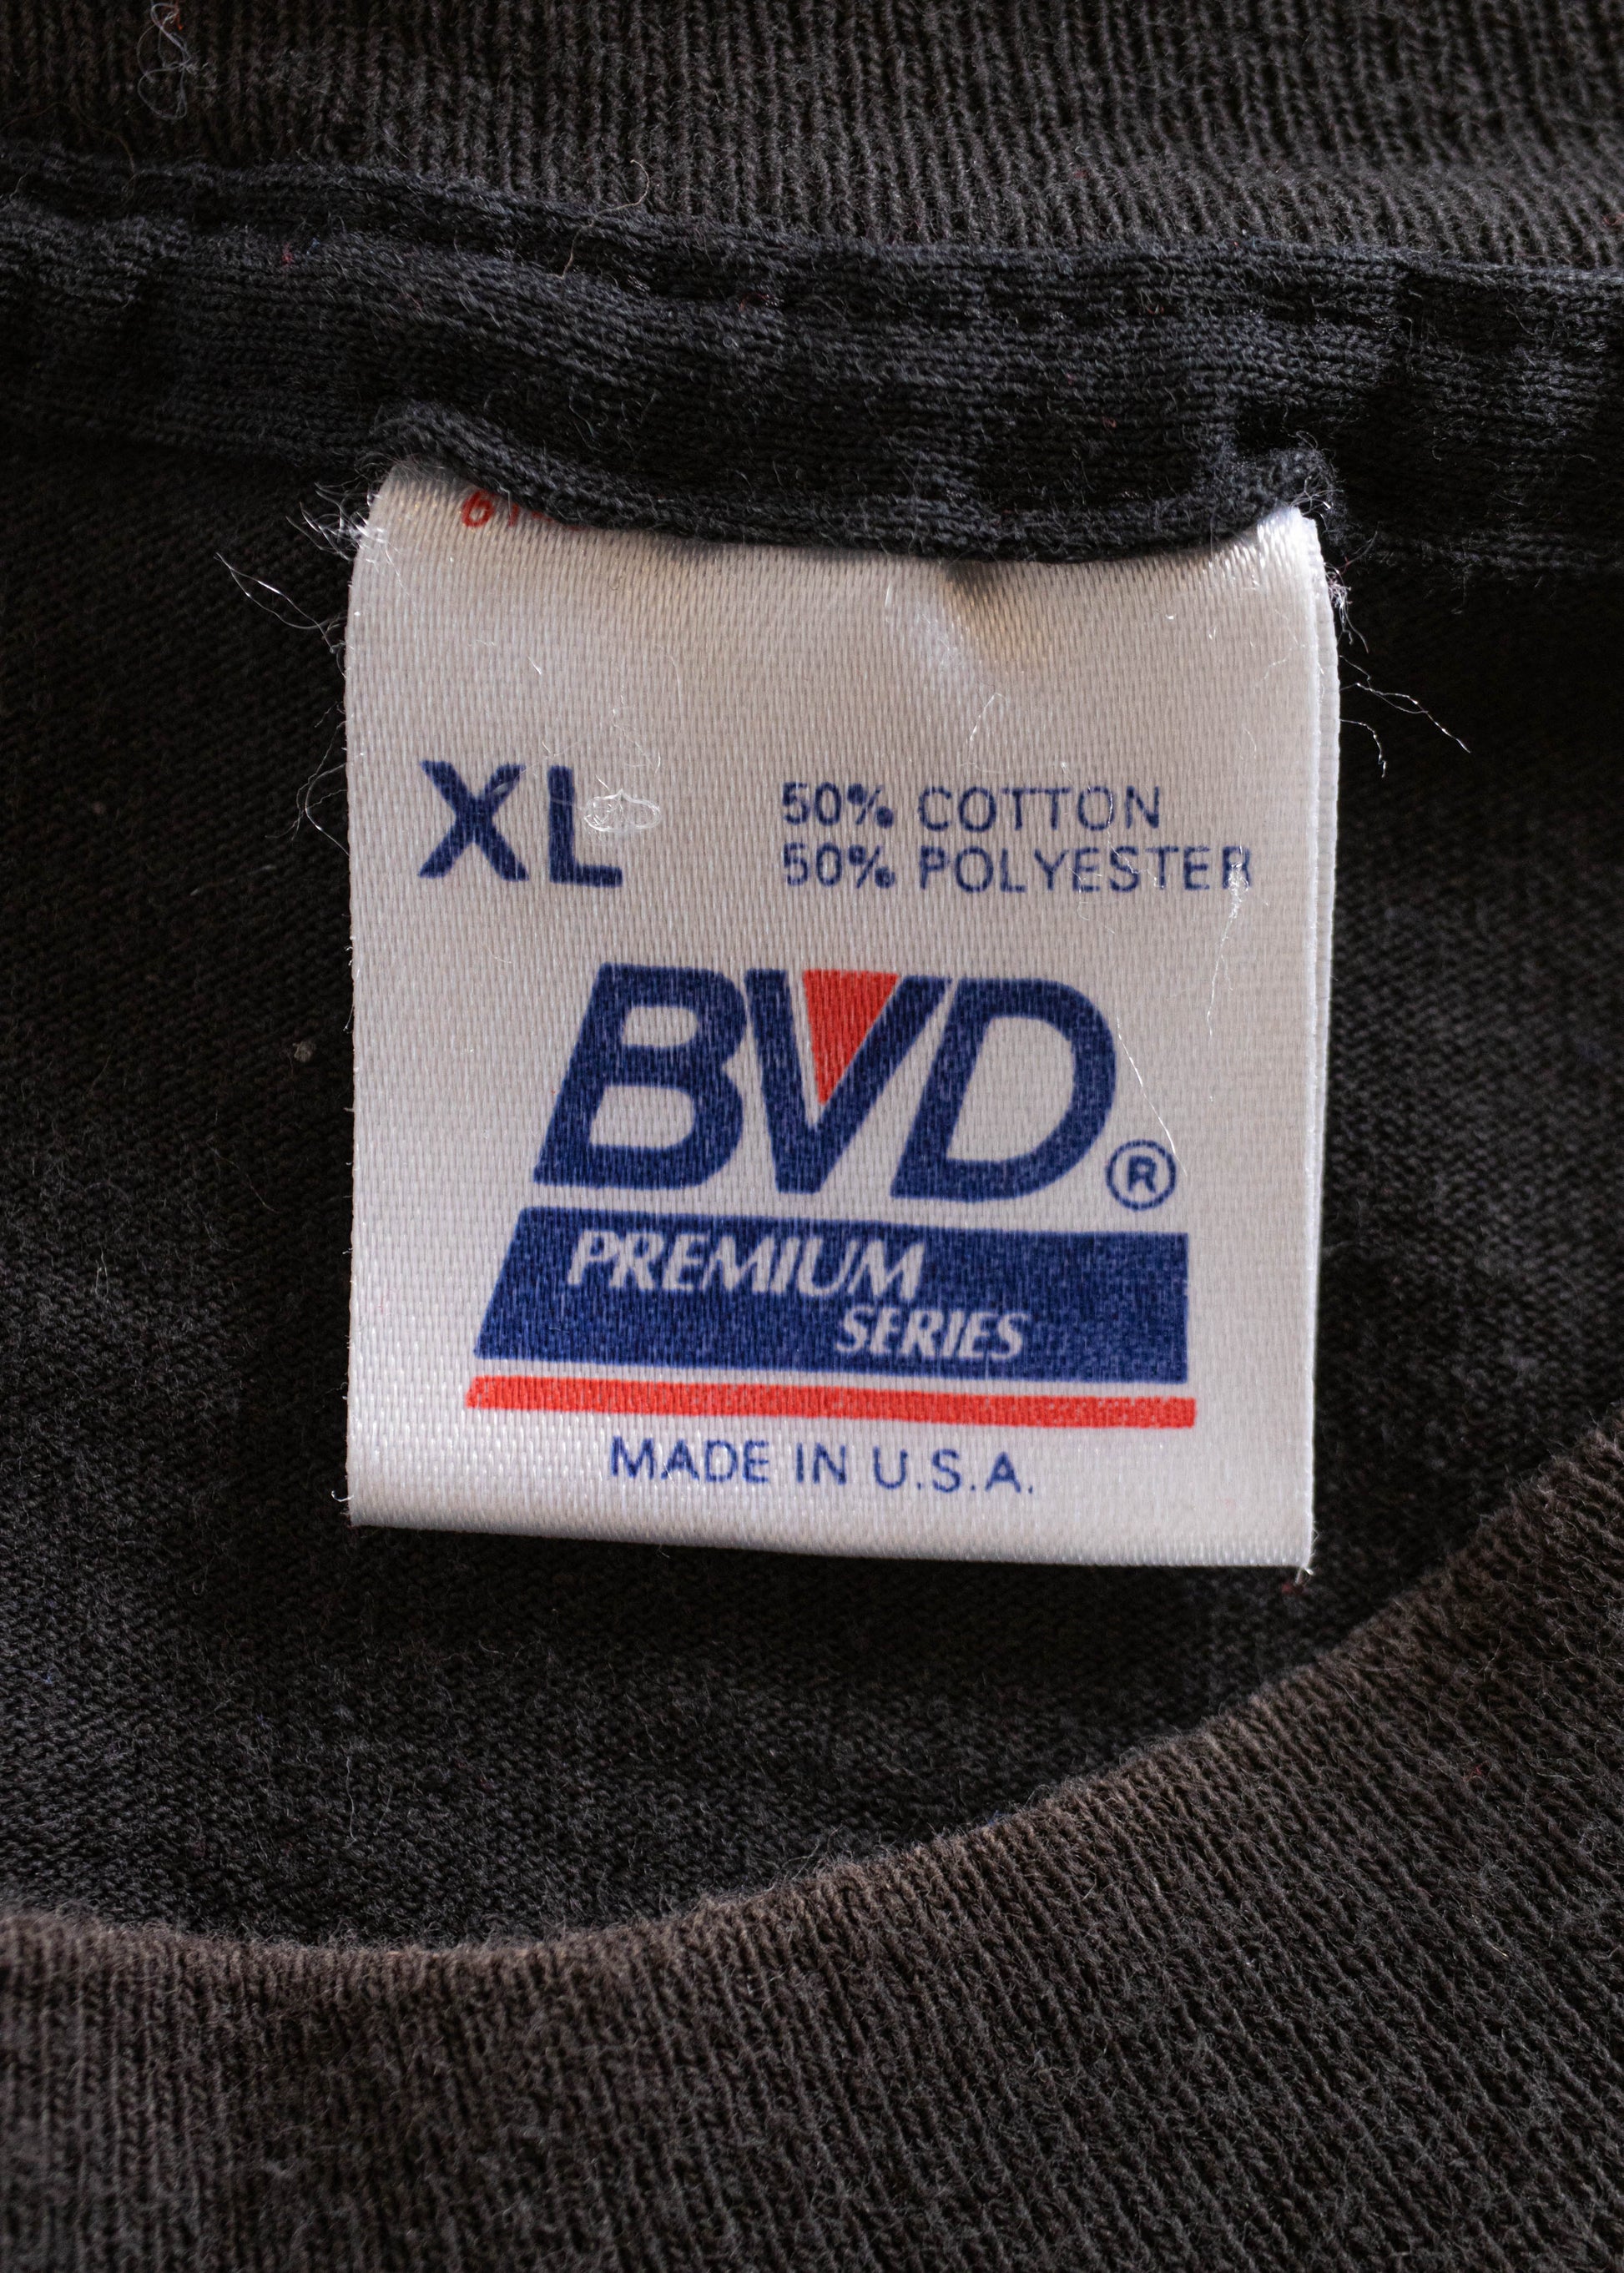 XL
50% COTTON
50% POLYESTER
BVD®
PREMIUM
SERIES
MADE IN U.S.A.